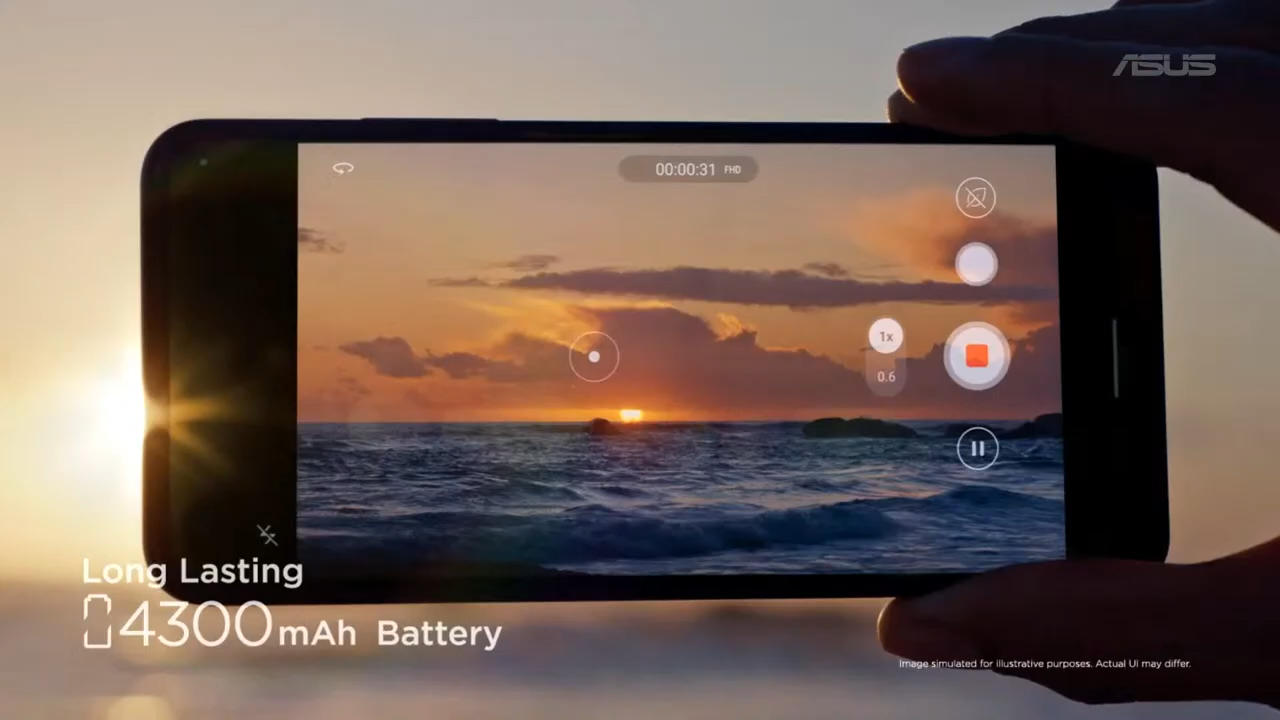 ASUS
00:00:31 FHD
1x
0.6
Long Lasting
4300mAh Battery
Image simulated for illustrative purposes. Actual UI may differ.